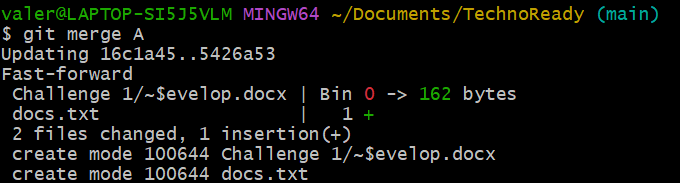 valer@LAPTOP-SI5J5VLM MINGW64 ~/Documents/TechnoReady (main)
$ git merge A
Updating 16c1a45..5426a53
Fast-forward
 Challenge 1/~$evelop.docx | Bin 0 -> 162 bytes
 docs.txt                  |   1 +
 2 files changed, 1 insertion(+)
 create mode 100644 Challenge 1/~$evelop.docx
 create mode 100644 docs.txt